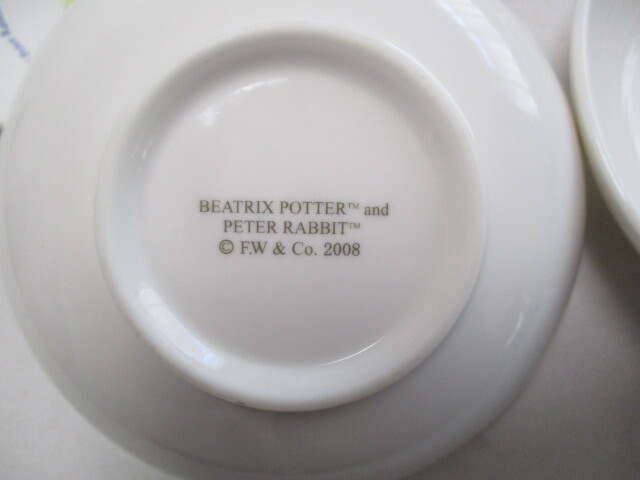 BEATRIX POTTER™ and
PETER RABBIT™
© F.W & Co. 2008